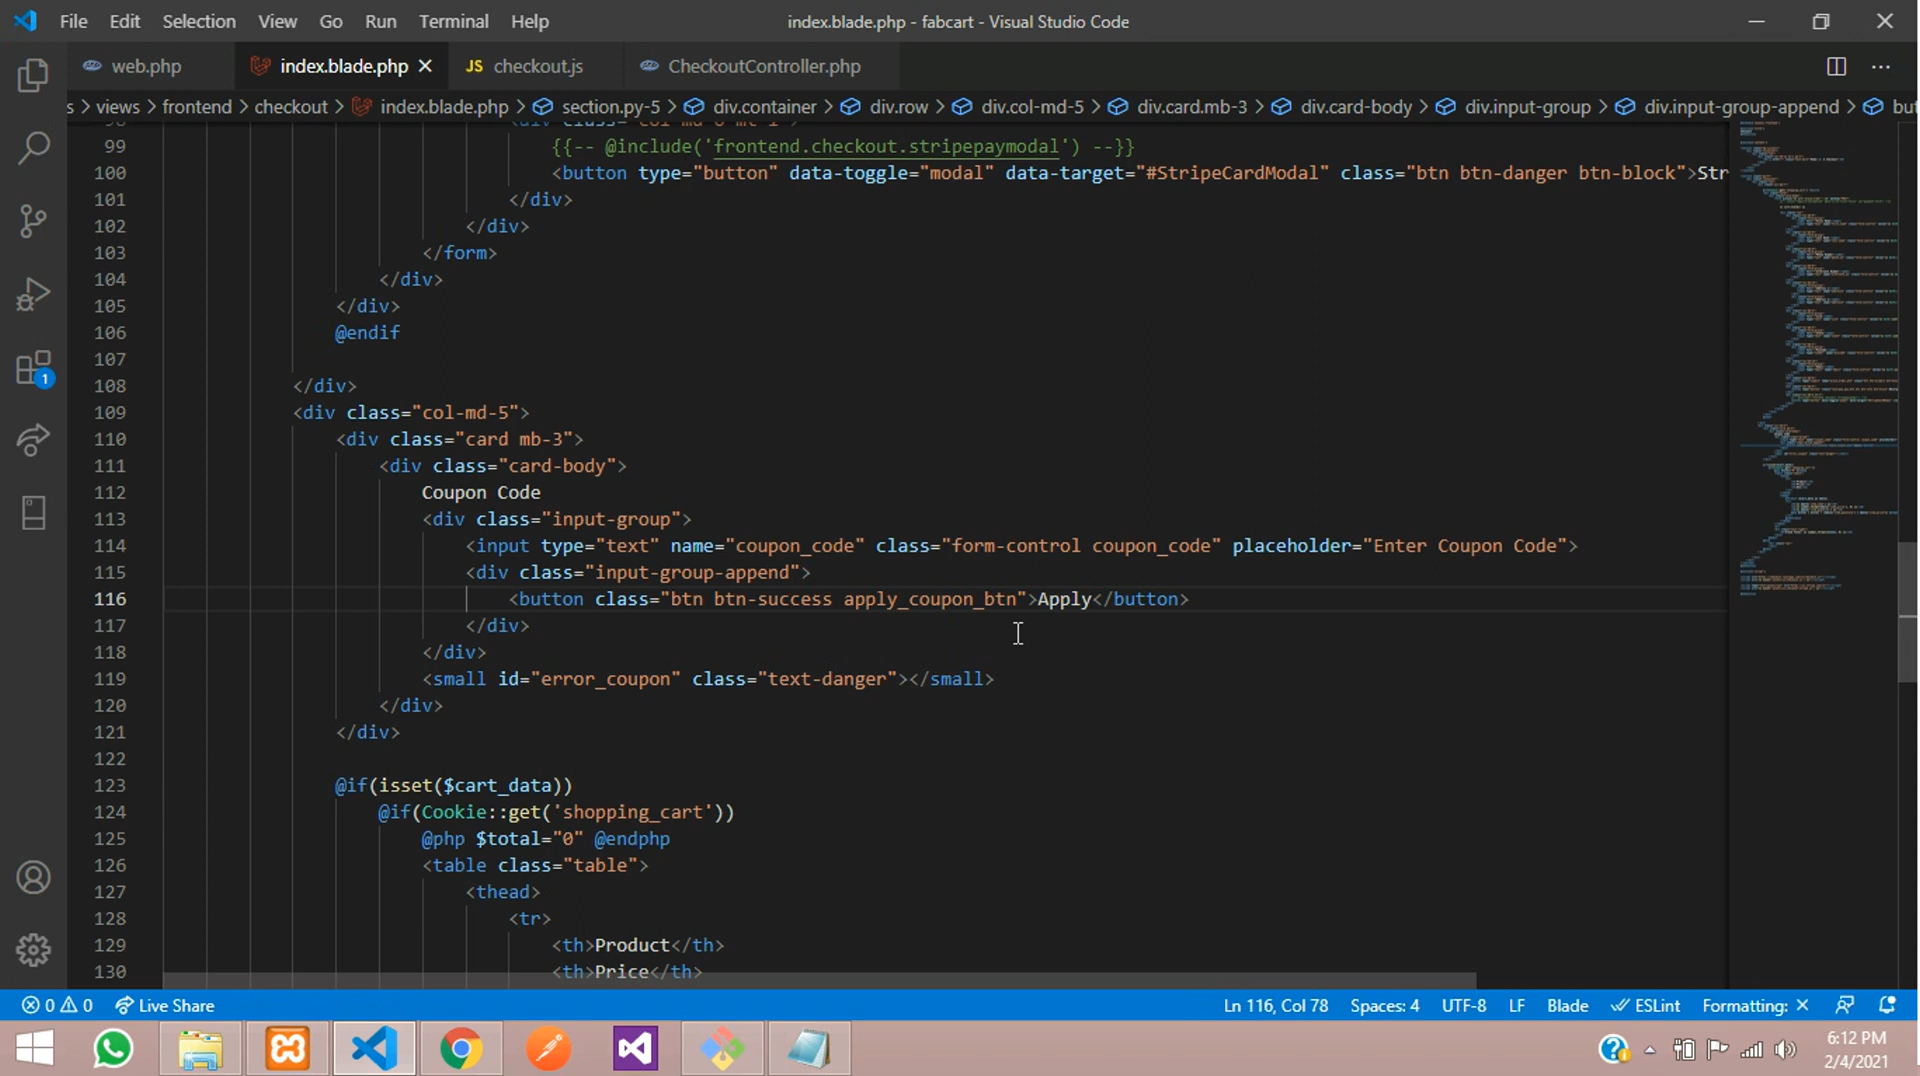 File Edit Selection View Go Run Terminal Help index.blade.php - fabcart - Visual Studio Code
web.php index.blade.php JS checkout.js CheckoutController.php
s > views > frontend > checkout > index.blade.php > section.py-5 > div.container > div.row > div.col-md-5 > div.card.mb-3 > div.card-body > div.input-group > div.input-group-append > but
99 {{-- @include('frontend.checkout.stripepaymodal') --}}
100 <button type="button" data-toggle="modal" data-target="#StripeCardModal" class="btn btn-danger btn-block">Str
101 </div>
102 </div>
103 </form>
104 </div>
105 </div>
106 @endif
107
108 </div>
109 <div class="col-md-5">
110 <div class="card mb-3">
111 <div class="card-body">
112 Coupon Code
113 <div class="input-group">
114 <input type="text" name="coupon_code" class="form-control coupon_code" placeholder="Enter Coupon Code">
115 <div class="input-group-append">
116 <button class="btn btn-success apply_coupon_btn">Apply</button>
117 </div>
118 </div>
119 <small id="error_coupon" class="text-danger"></small>
120 </div>
121 </div>
122
123 @if(isset($cart_data))
124 @if(Cookie::get('shopping_cart'))
125 @php $total="0" @endphp
126 <table class="table">
127 <thead>
128 <tr>
129 <th>Product</th>
130 <th>Price</th>
0 0 Live Share Ln 116, Col 78 Spaces: 4 UTF-8 LF Blade ESLint Formatting: ×
6:12 PM
2/4/2021
1